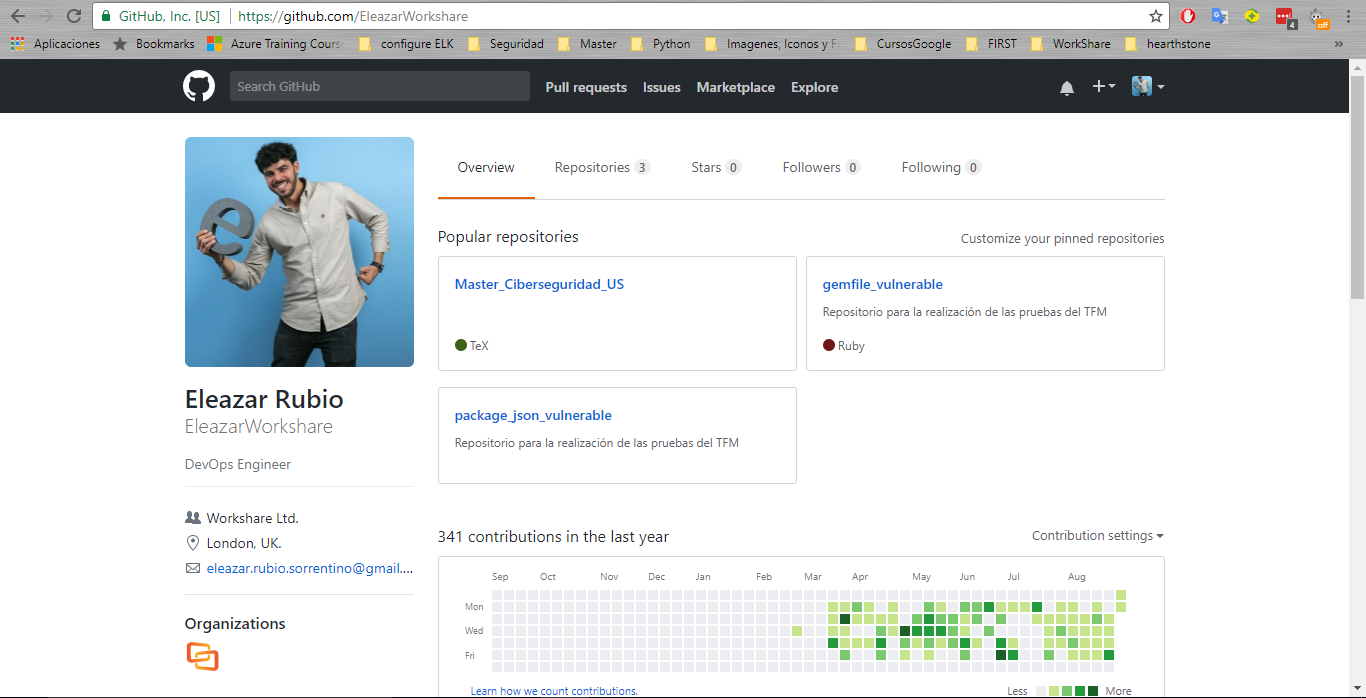 GitHub, Inc. [US] https://github.com/EleazarWorkshare
4
off
Aplicaciones Bookmarks Azure Training Cours configure ELK Seguridad Master Python Imagenes, Iconos y F CursosGoogle FIRST WorkShare hearthstone »
Search GitHub Pull requests Issues Marketplace Explore
Overview Repositories 3 Stars 0 Followers 0 Following 0
Popular repositories Customize your pinned repositories
Master_Ciberseguridad_US
TeX
gemfile_vulnerable
Repositorio para la realización de las pruebas del TFM
Ruby
package_json_vulnerable
Repositorio para la realización de las pruebas del TFM
e
Eleazar Rubio
EleazarWorkshare
DevOps Engineer
Workshare Ltd.
London, UK.
eleazar.rubio.sorrentino@gmail....
Organizations
341 contributions in the last year Contribution settings
Sep Oct Nov Dec Jan Feb Mar Apr May Jun Jul Aug
Mon
Wed
Fri
Learn how we count contributions. Less More